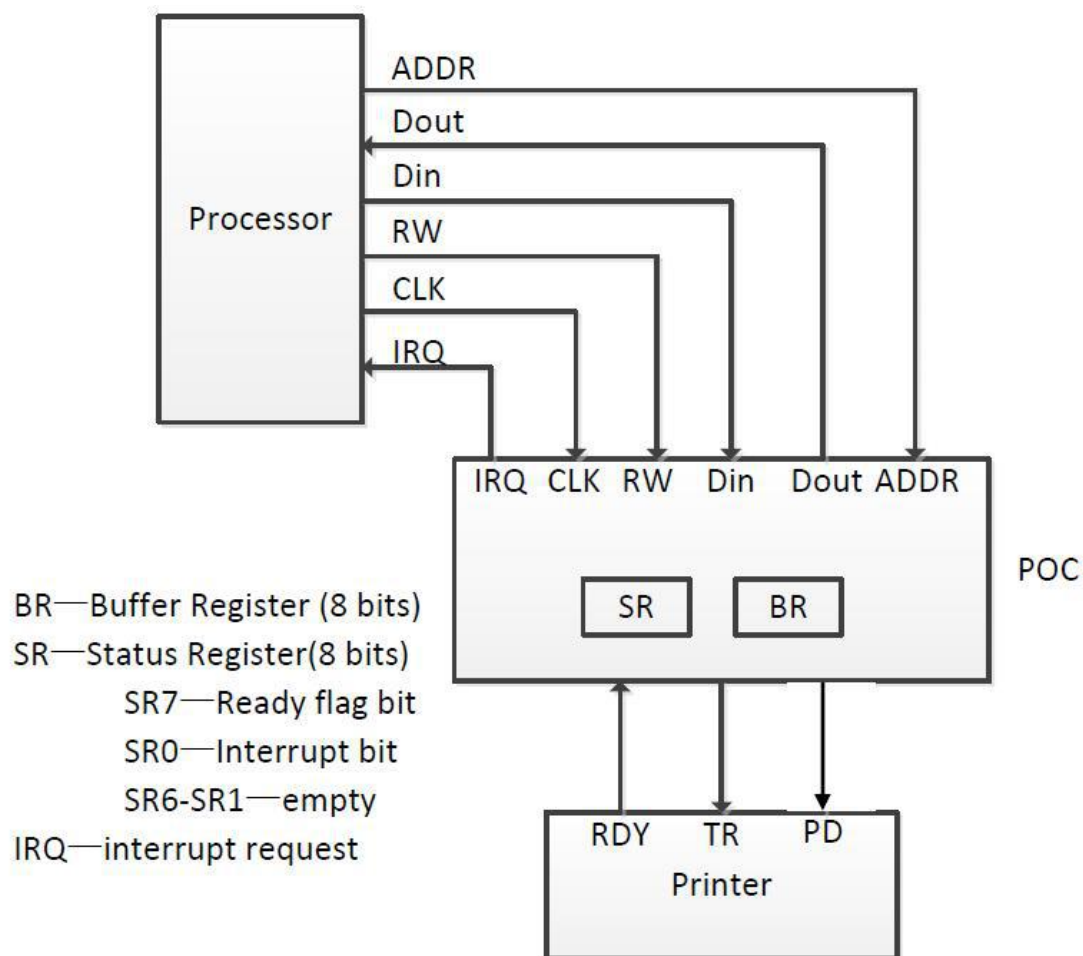 ADDR
Dout
Din
Processor
RW
CLK
IRQ
IRQ CLK RW Din Dout ADDR
POC
SR BR
BR—Buffer Register (8 bits)
SR—Status Register(8 bits)
SR7—Ready flag bit
SR0—Interrupt bit
SR6-SR1—empty
IRQ—interrupt request
RDY TR PD
Printer